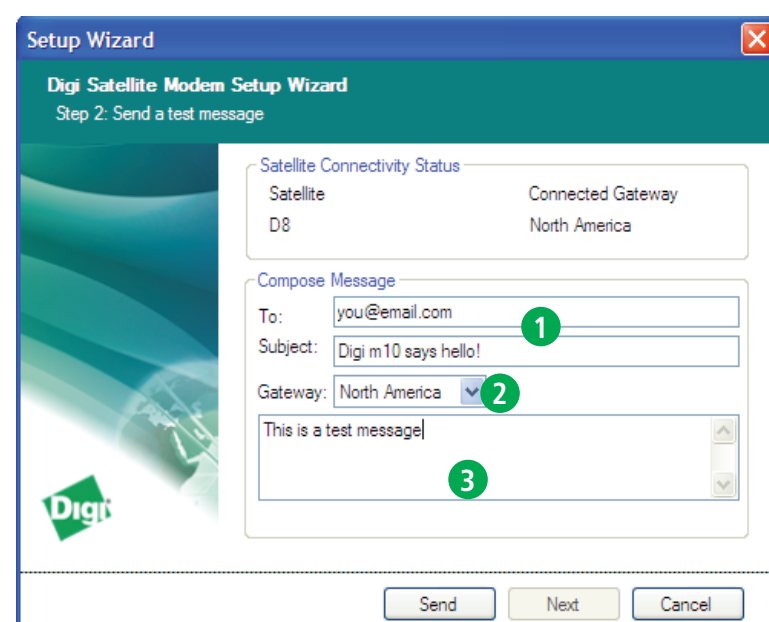 Setup Wizard
Digi Satellite Modem Setup Wizard
Step 2: Send a test message
Satellite Connectivity Status
Satellite Connected Gateway
D8 North America
Compose Message
To: you@email.com
1
Subject: Digi m10 says hello!
Gateway: North America 2
This is a test message
3
Digi
Send Next Cancel